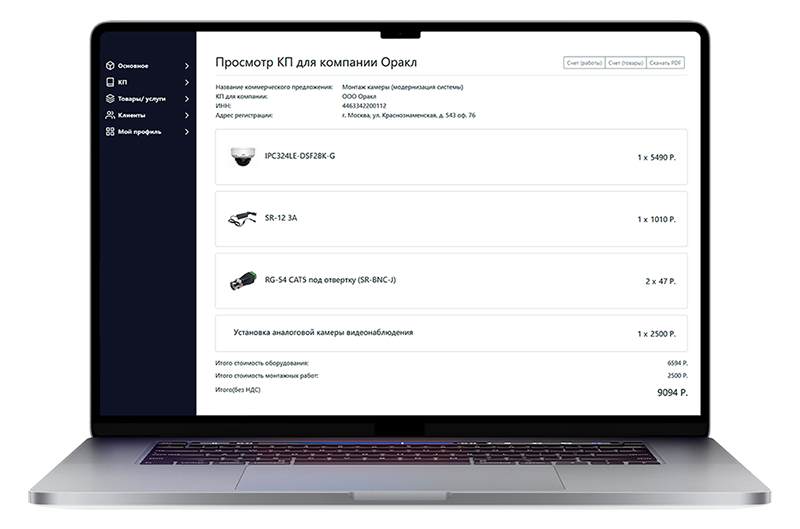 Основное
КП
Товары/ услуги
Клиенты
Мой профиль
Просмотр КП для компании Оракл
Счет (работы) Счет (товары) Скачать PDF
Название коммерческого предложения: Монтаж камеры (модернизация системы)
КП для компании: ООО Оракл
ИНН: 4463342200112
Адрес регистрации: г. Москва, ул. Краснознаменская, д. 543 оф. 76
IPC324LE-DSF28K-G 1 x 5490 Р.
SR-12 3A 1 x 1010 Р.
RG-54 CAT5 под отвертку (SR-BNC-J) 2 x 47 Р.
Установка аналоговой камеры видеонаблюдения 1 x 2500 Р.
Итого стоимость оборудования: 6594 Р.
Итого стоимость монтажных работ: 2500 Р.
Итого(без НДС) 9094 Р.